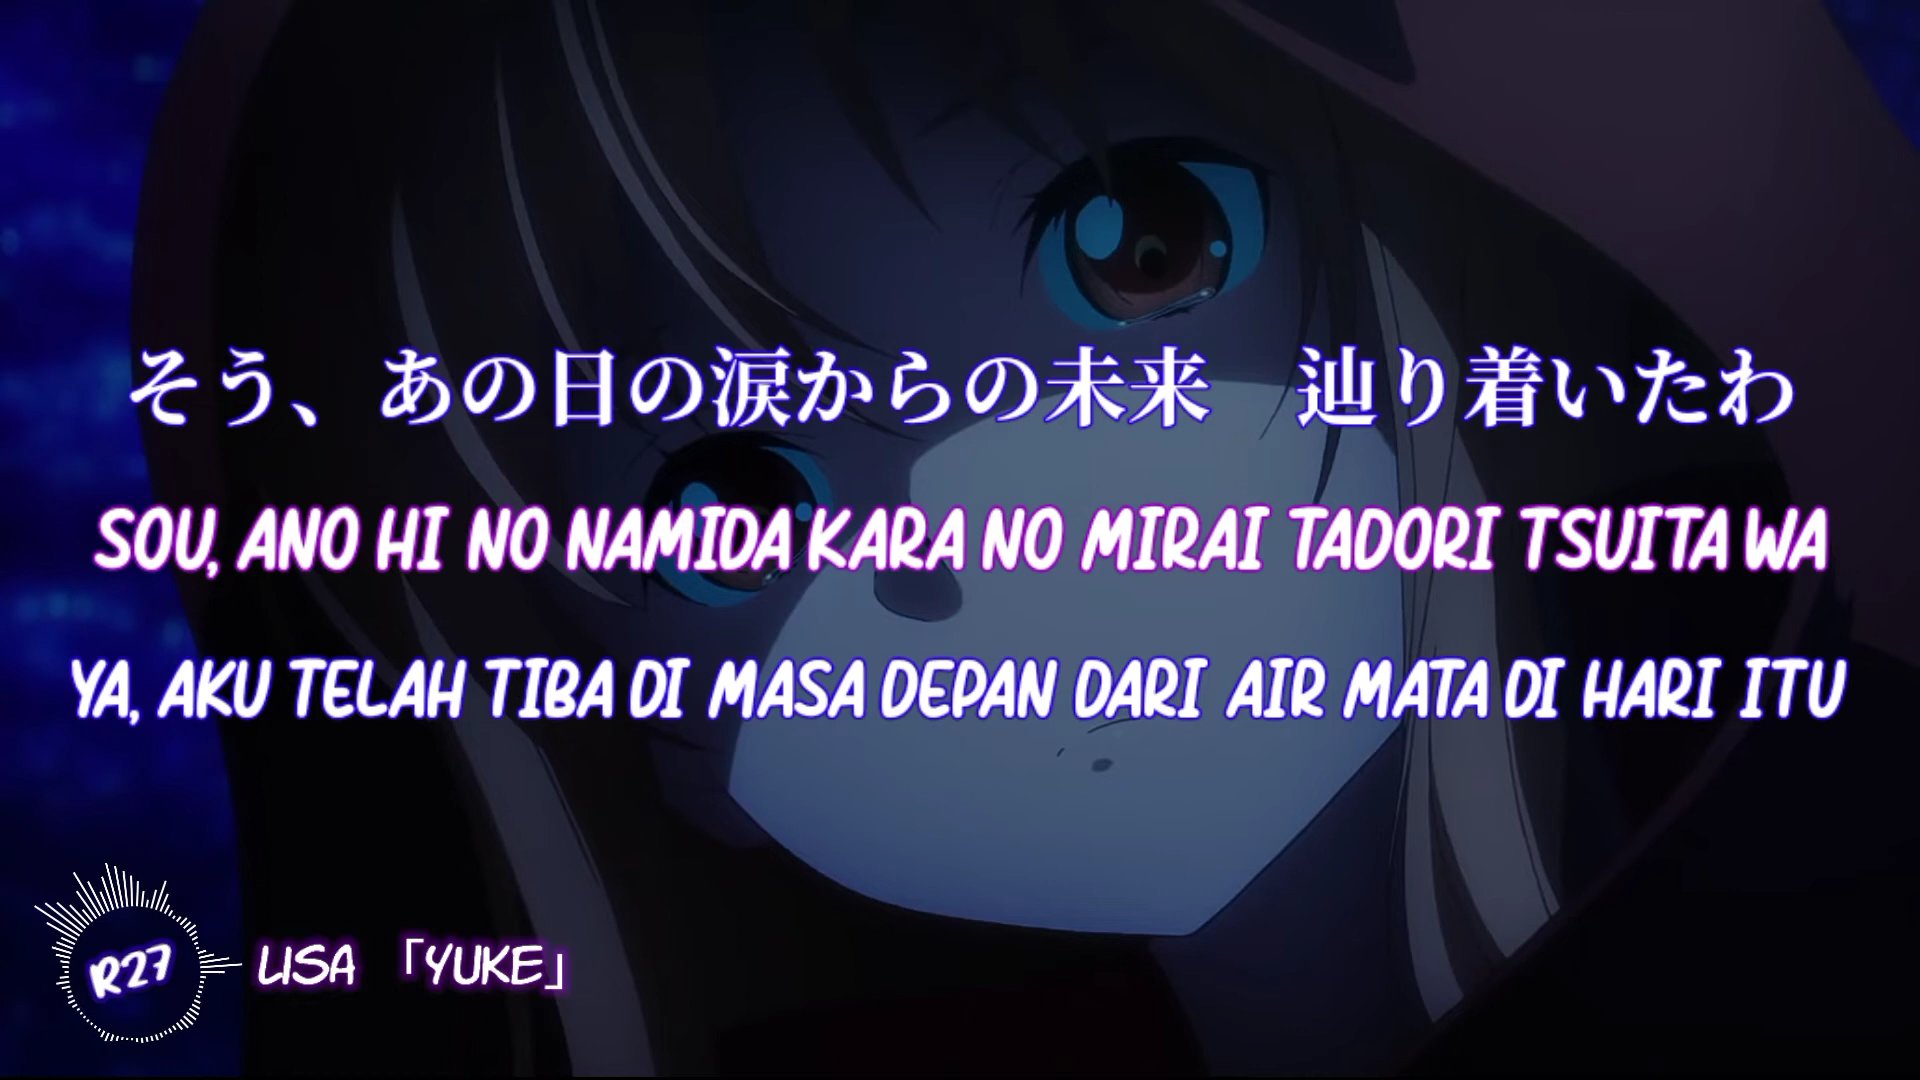 そう、あの日の涙からの未来　辿り着いたわ
SOU, ANO HI NO NAMIDA KARA NO MIRAI TADORI TSUITA WA
YA, AKU TELAH TIBA DI MASA DEPAN DARI AIR MATA DI HARI ITU
R27
LISA 「YUKE」